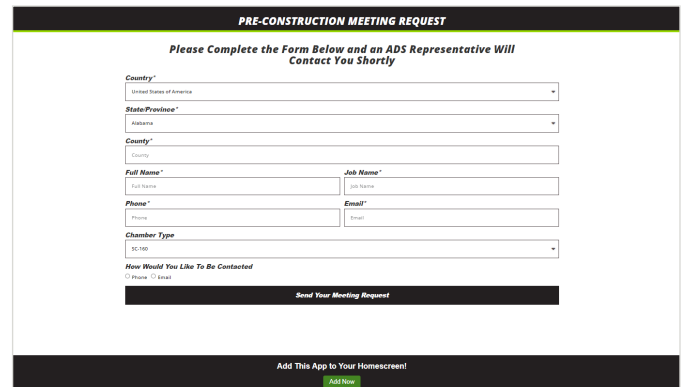 PRE-CONSTRUCTION MEETING REQUEST
Please Complete the Form Below and an ADS Representative Will
Contact You Shortly
Country*
United States of America
State/Province*
Alabama
County*
County
Full Name* Job Name*
Full Name Job Name
Phone* Email*
Phone Email
Chamber Type
SC-160
How Would You Like To Be Contacted
Phone Email
Send Your Meeting Request
Add This App to Your Homescreen!
Add Now